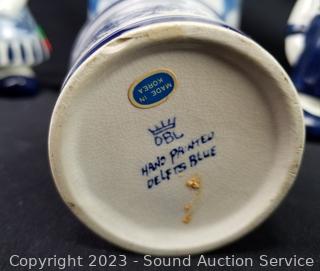 MADE IN
KOREA
DBL
HAND PAINTED
DELFTS BLUE
Copyright 2023 - Sound Auction Service